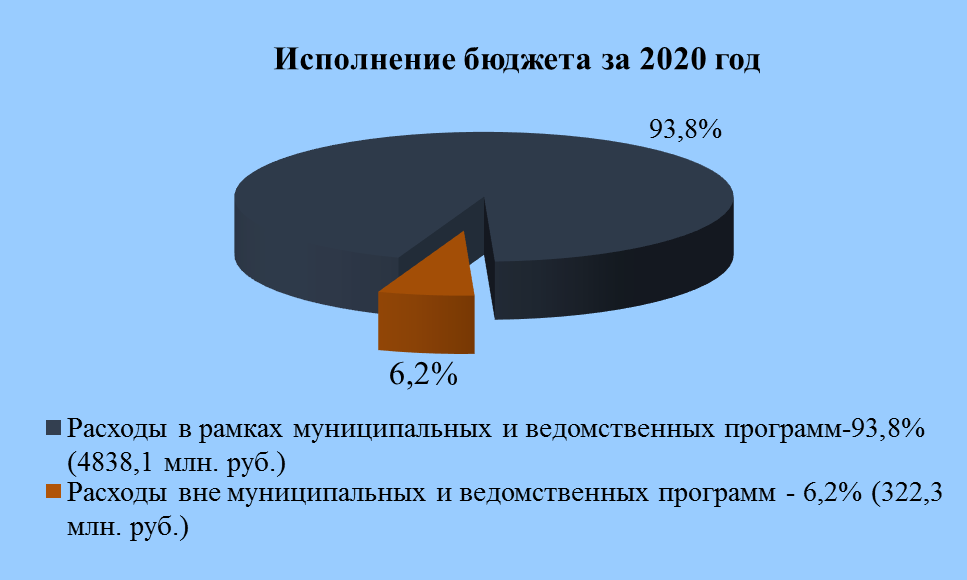 Исполнение бюджета за 2020 год
93,8%
6,2%
Расходы в рамках муниципальных и ведомственных программ-93,8%
(4838,1 млн. руб.)
Расходы вне муниципальных и ведомственных программ - 6,2% (322,3
млн. руб.)